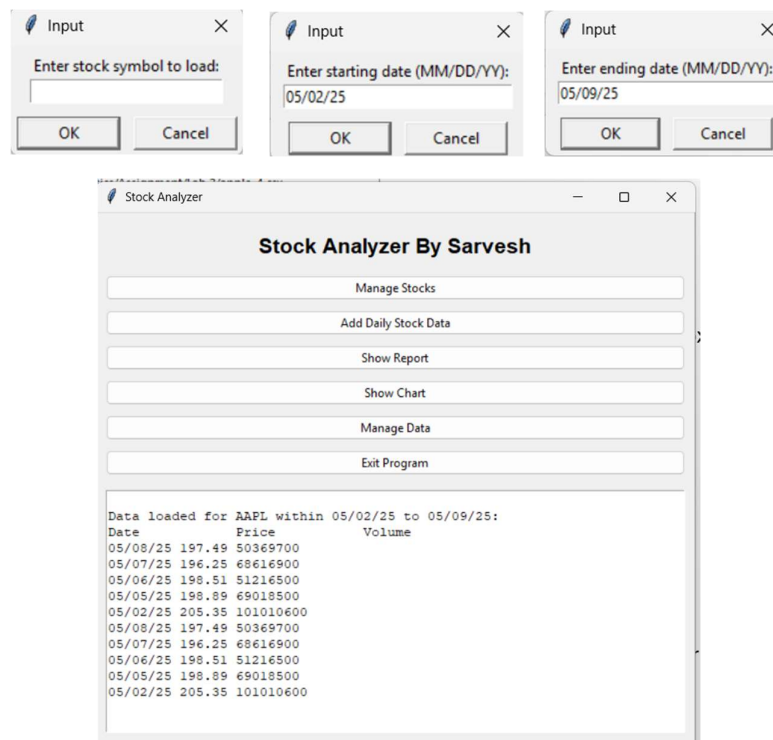 Input
Enter stock symbol to load:
OK Cancel
Input
Enter starting date (MM/DD/YY):
05/02/25
OK Cancel
Input
Enter ending date (MM/DD/YY):
05/09/25
OK Cancel
Stock Analyzer
Stock Analyzer By Sarvesh
Manage Stocks
Add Daily Stock Data
Show Report
Show Chart
Manage Data
Exit Program
Data loaded for AAPL within 05/02/25 to 05/09/25:
Date Price Volume
05/08/25 197.49 50369700
05/07/25 196.25 68616900
05/06/25 198.51 51216500
05/05/25 198.89 69018500
05/02/25 205.35 101010600
05/08/25 197.49 50369700
05/07/25 196.25 68616900
05/06/25 198.51 51216500
05/05/25 198.89 69018500
05/02/25 205.35 101010600